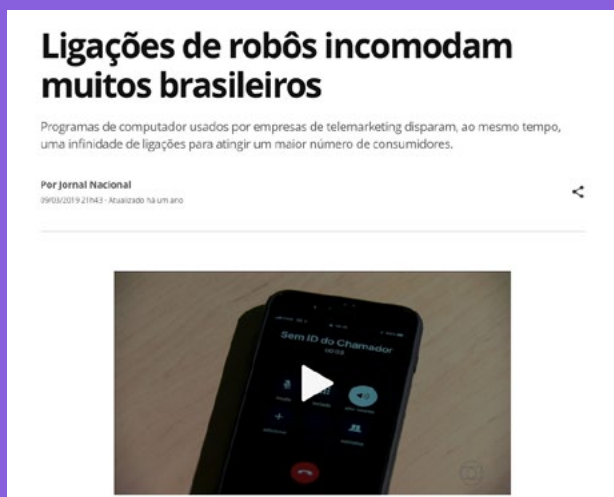 Ligações de robôs incomodam
muitos brasileiros
Programas de computador usados por empresas de telemarketing disparam, ao mesmo tempo,
uma infinidade de ligações para atingir um maior número de consumidores.
Por Jornal Nacional
09/03/2019 21h43 - Atualizado há um ano
Sem ID do Chamador
00:03